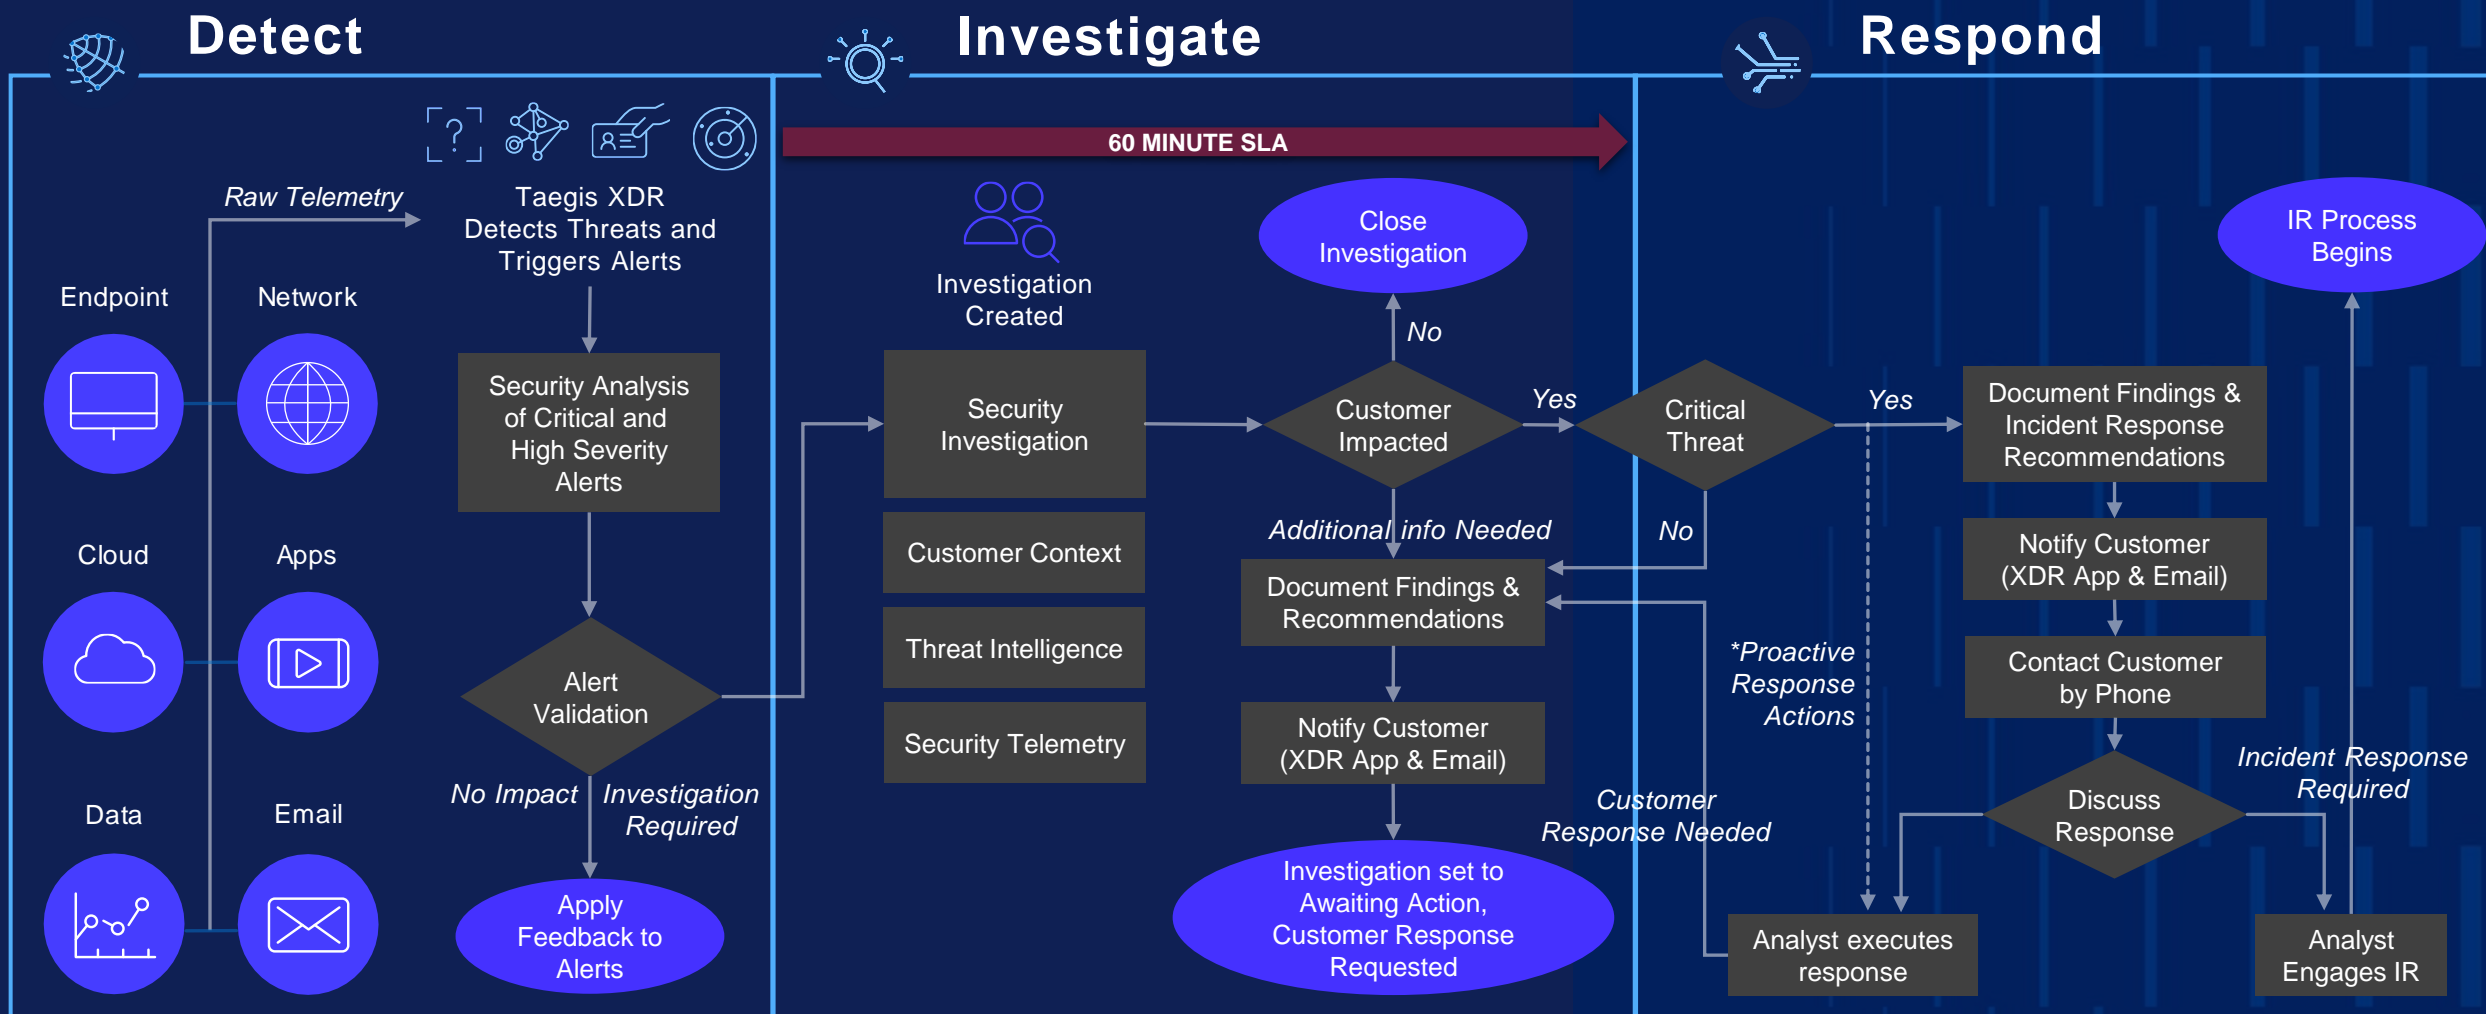 Detect
Investigate
Respond
60 MINUTE SLA
Raw Telemetry
Taegis XDR
Detects Threats and
Triggers Alerts
Endpoint
Network
Cloud
Apps
Data
Email
Security Analysis
of Critical and
High Severity
Alerts
Alert
Validation
No Impact
Investigation
Required
Apply
Feedback to
Alerts
Investigation
Created
Security
Investigation
Customer Context
Threat Intelligence
Security Telemetry
Close
Investigation
No
Customer
Impacted
Yes
Additional info Needed
Document Findings &
Recommendations
Notify Customer
(XDR App & Email)
Investigation set to
Awaiting Action,
Customer Response
Requested
Critical
Threat
Yes
No
*Proactive
Response
Actions
Customer
Response Needed
IR Process
Begins
Document Findings &
Incident Response
Recommendations
Notify Customer
(XDR App & Email)
Contact Customer
by Phone
Discuss
Response
Incident Response
Required
Analyst executes
response
Analyst
Engages IR